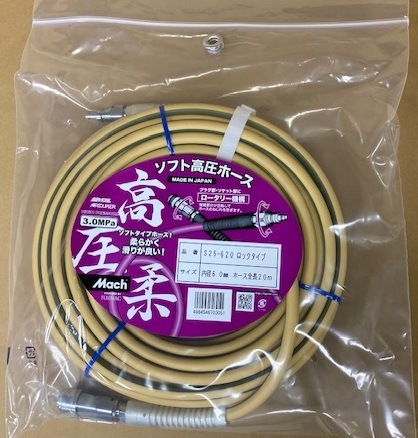 ソフト高圧ホース
MADE IN JAPAN
高圧柔
プラグ部・ソケット部に
ロータリー機構
3.0MPa
ソフトタイプホース!
柔らかく
滑りが良い!
Mach
品番 S25-620 ロックタイプ
サイズ 内径6.0mm ホース全長20m